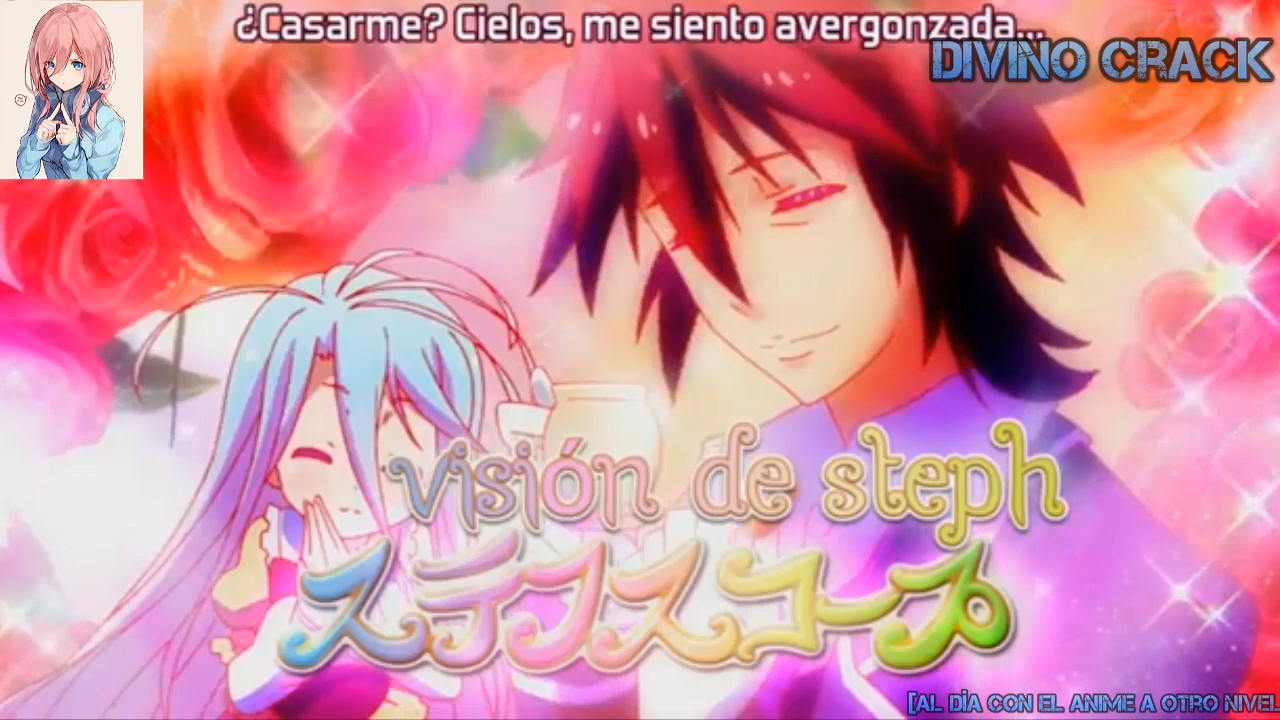 ¿Casarme? Cielos, me siento avergonzada...
DIVINO CRACK
visión de steph
ステフスコープ
[AL DÍA CON EL ANIME A OTRO NIVEL